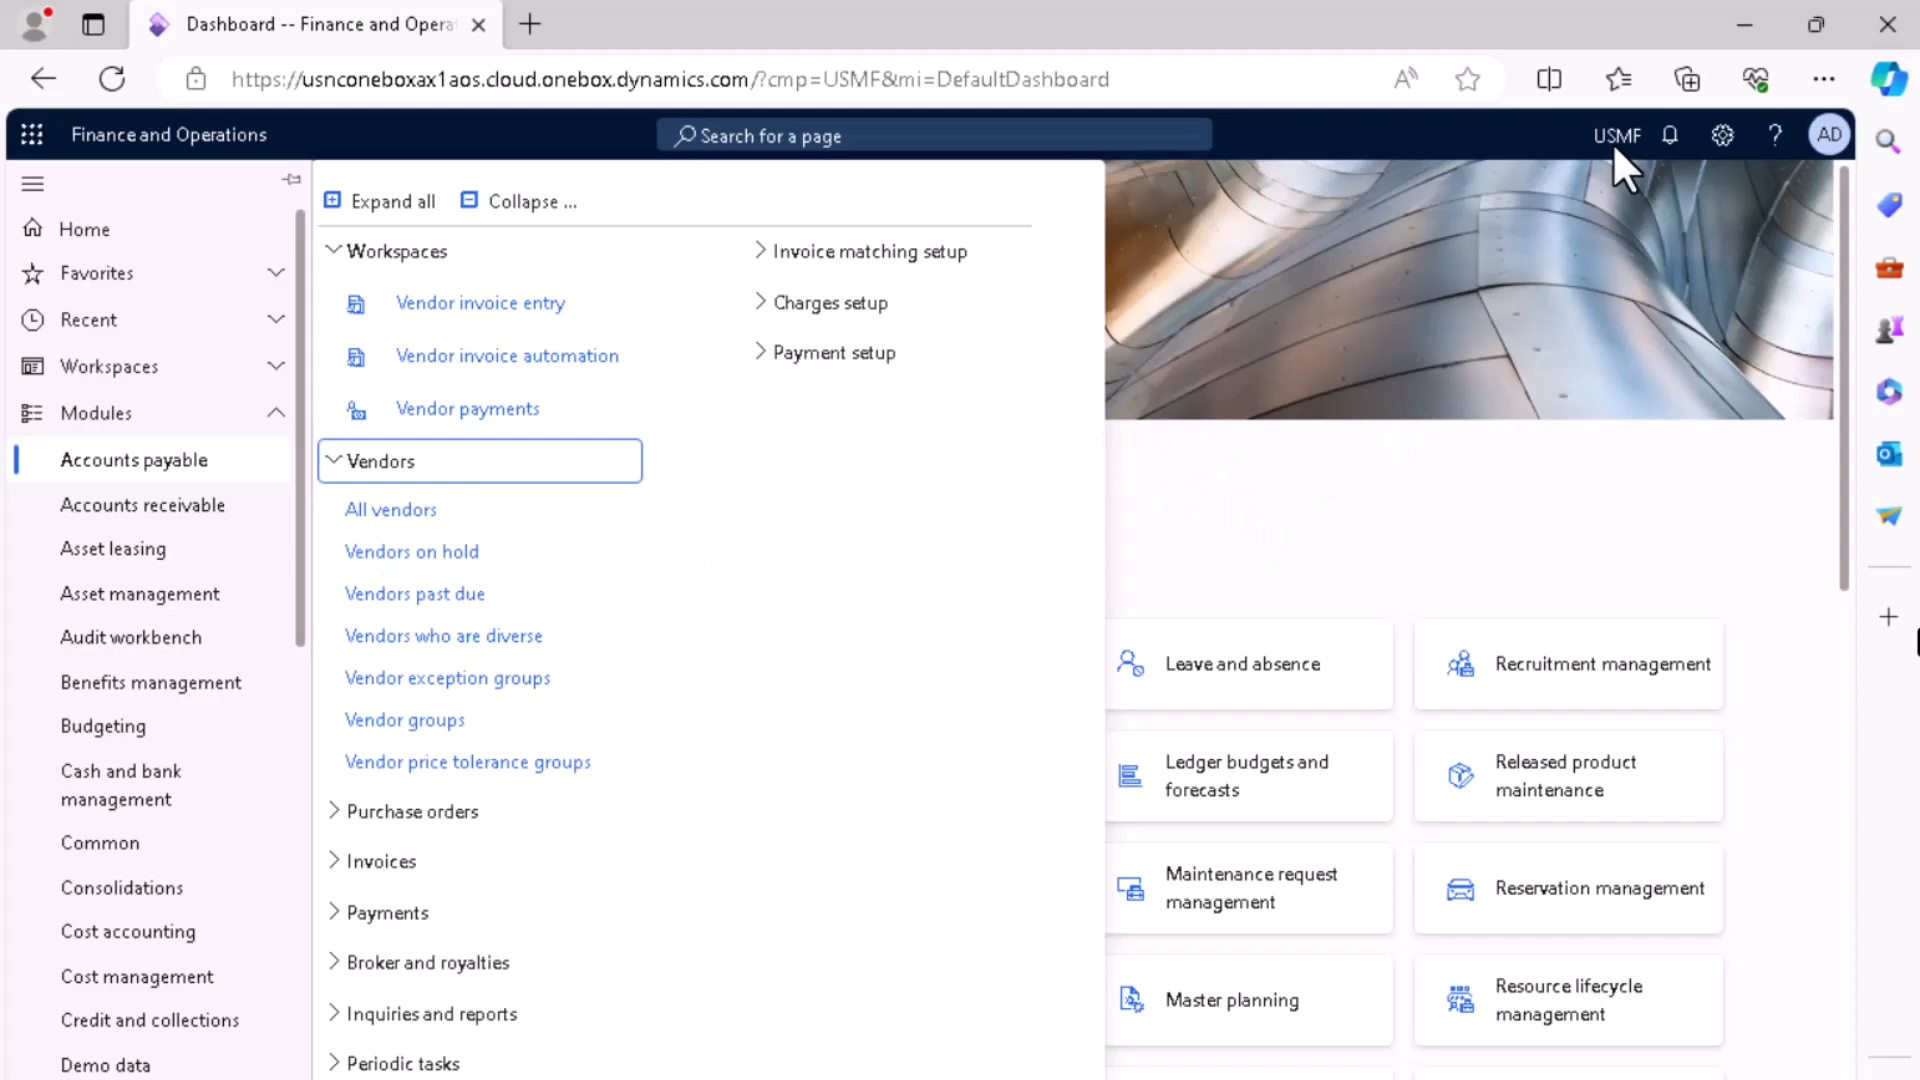 Dashboard -- Finance and Opera
https://usnconeboxax1aos.cloud.onebox.dynamics.com/?cmp=USMF&mi=DefaultDashboard
Finance and Operations
Search for a page
USMF
AD
Home
Favorites
Recent
Workspaces
Modules
Accounts payable
Accounts receivable
Asset leasing
Asset management
Audit workbench
Benefits management
Budgeting
Cash and bank
management
Common
Consolidations
Cost accounting
Cost management
Credit and collections
Demo data
Expand all
Collapse ...
Workspaces
Vendor invoice entry
Vendor invoice automation
Vendor payments
Vendors
All vendors
Vendors on hold
Vendors past due
Vendors who are diverse
Vendor exception groups
Vendor groups
Vendor price tolerance groups
Purchase orders
Invoices
Payments
Broker and royalties
Inquiries and reports
Periodic tasks
Invoice matching setup
Charges setup
Payment setup
Leave and absence
Recruitment management
Ledger budgets and
forecasts
Released product
maintenance
Maintenance request
management
Reservation management
Master planning
Resource lifecycle
management